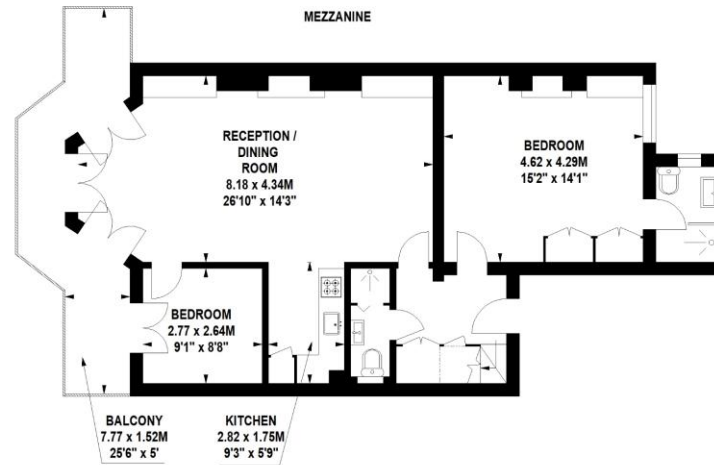 MEZZANINE
RECEPTION /
DINING
ROOM
8.18 x 4.34M
26'10" x 14'3"
BEDROOM
4.62 x 4.29M
15'2" x 14'1"
BEDROOM
2.77 x 2.64M
9'1" x 8'8"
BALCONY
7.77 x 1.52M
25'6" x 5'
KITCHEN
2.82 x 1.75M
9'3" x 5'9"